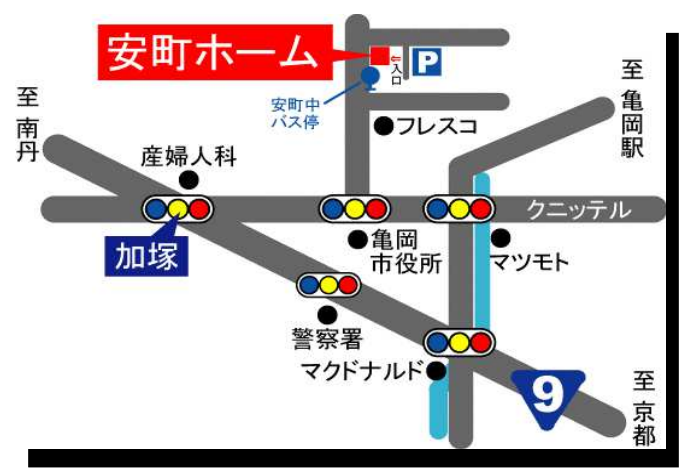 安町ホーム
入口
P
安町中
バス停
至 亀岡駅
至 南丹
フレスコ
産婦人科
クニッテル
加塚
亀岡
市役所
マツモト
警察署
マクドナルド
9
至 京都